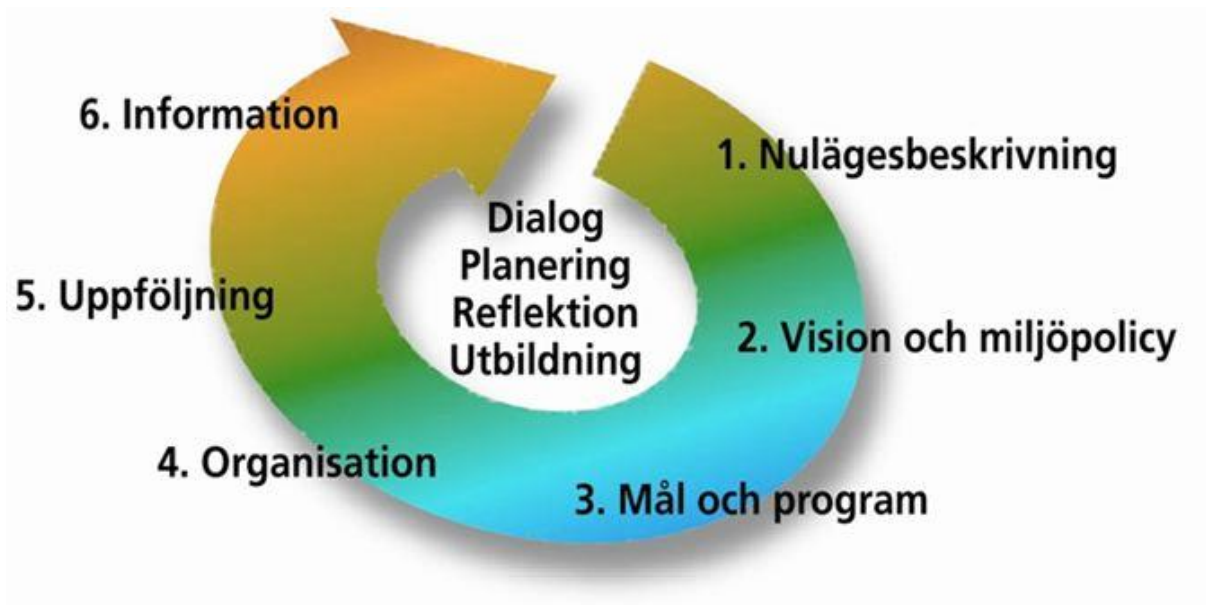 1. Nulägesbeskrivning
2. Vision och miljöpolicy
3. Mål och program
4. Organisation
5. Uppföljning
6. Information
Dialog
Planering
Reflektion
Utbildning